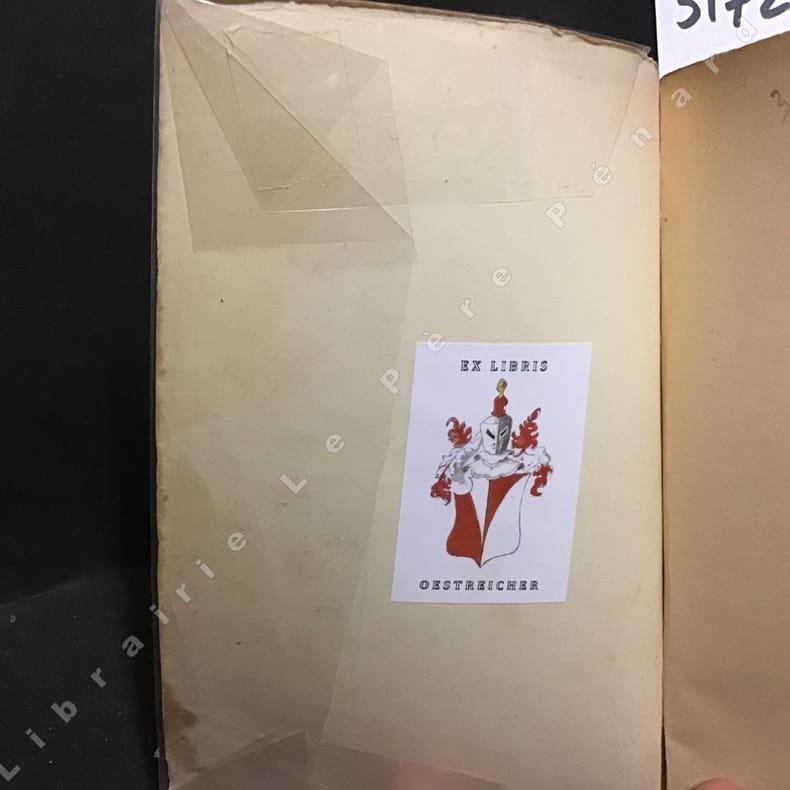 EX LIBRIS
OESTREICHER
Librairie Le Père Pénard